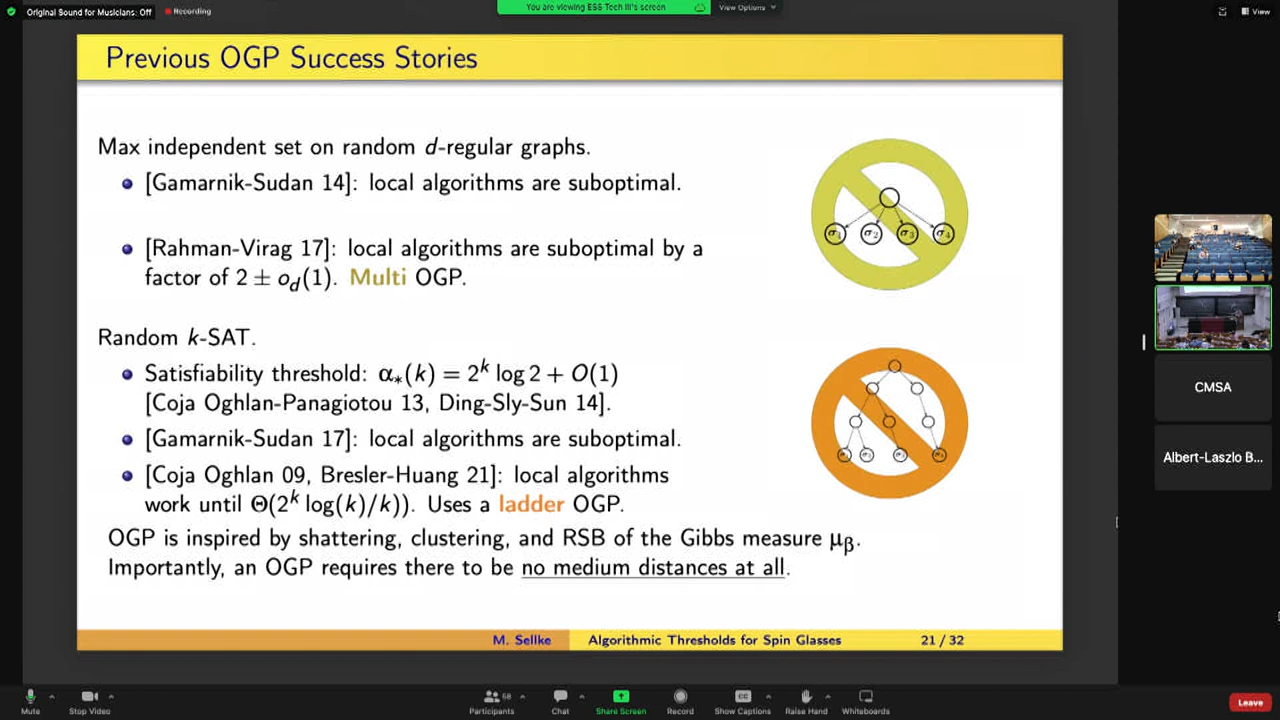 Original Sound for Musicians: Off
Recording
You are viewing ESS Tech III's screen
View Options
View
Previous OGP Success Stories
Max independent set on random d-regular graphs.
[Gamarnik-Sudan 14]: local algorithms are suboptimal.
[Rahman-Virag 17]: local algorithms are suboptimal by a
factor of 2 ± o_d(1). Multi OGP.
σ₁ σ₂ σ₃ σ₄
Random k-SAT.
Satisfiability threshold: α_*(k) = 2^k log 2 + O(1)
[Coja Oghlan-Panagiotou 13, Ding-Sly-Sun 14].
[Gamarnik-Sudan 17]: local algorithms are suboptimal.
[Coja Oghlan 09, Bresler-Huang 21]: local algorithms
work until Θ(2^k log(k)/k)). Uses a ladder OGP.
OGP is inspired by shattering, clustering, and RSB of the Gibbs measure μ_β.
Importantly, an OGP requires there to be no medium distances at all.
M. Sellke
Algorithmic Thresholds for Spin Glasses
21 / 32
CMSA
Albert-Laszlo B...
Mute
Stop Video
Participants
58
Chat
Share Screen
Record
CC
Show Captions
Raise Hand
Whiteboards
Leave